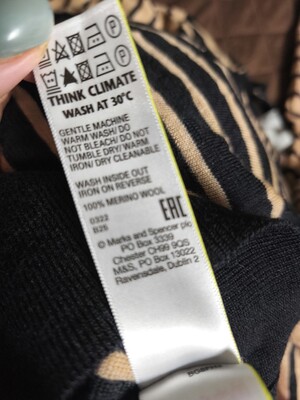 THINK CLIMATE
WASH AT 30°C
GENTLE MACHINE
WARM WASH/DO
NOT BLEACH/DO NOT
TUMBLE DRY/WARM
IRON/DRY CLEANABLE
WASH INSIDE OUT
IRON ON REVERSE
100% MERINO WOOL
0322
B26
EAC
© Marks and Spencer plc
PO Box 3339
Chester CH99 9QS
M&S, PO Box 13022
Ravensdale, Dublin 2